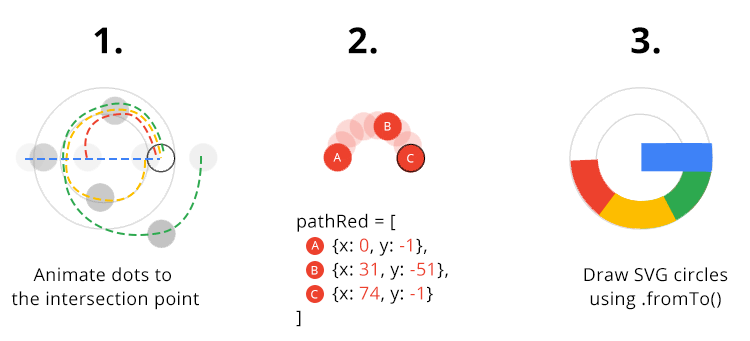 1.
Animate dots to
the intersection point
2.
A
B
C
pathRed = [
A {x: 0, y: -1},
B {x: 31, y: -51},
C {x: 74, y: -1}
]
3.
Draw SVG circles
using .fromTo()